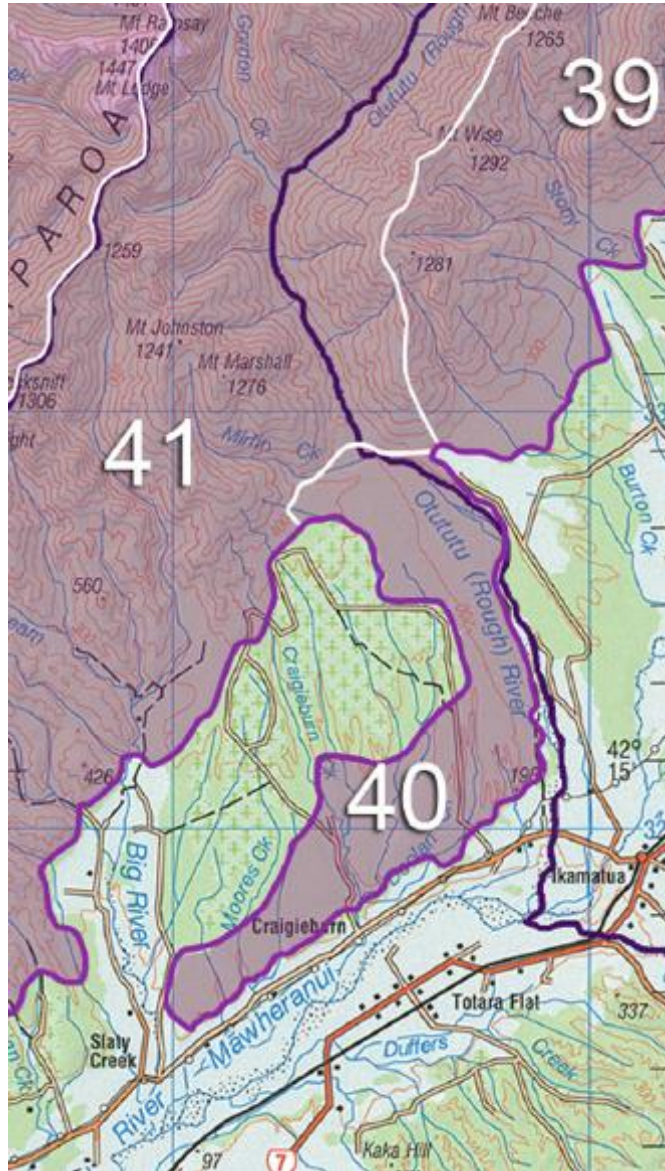 Mt Ramsay
1447
Mt Lodge
Gordon
Ck
Otututu (Rough)
Mt Beeche
1265
39
Mt Wise
1292
Stony
Ck
PAROA
1259
1281
Mt Johnston
1241
Mt Marshall
1276
1306
41
Mirfin Ck
Burton Ck
Otututu (Rough) River
560
Craigieburn
Ck
42°
15'
426
196
40
Big River
Moores Ck
Ikamatua
Craigieburn
Mawheranui
River
Totara Flat
337
Slaty
Creek
Duffers
Creek
97
7
Kaka Hill